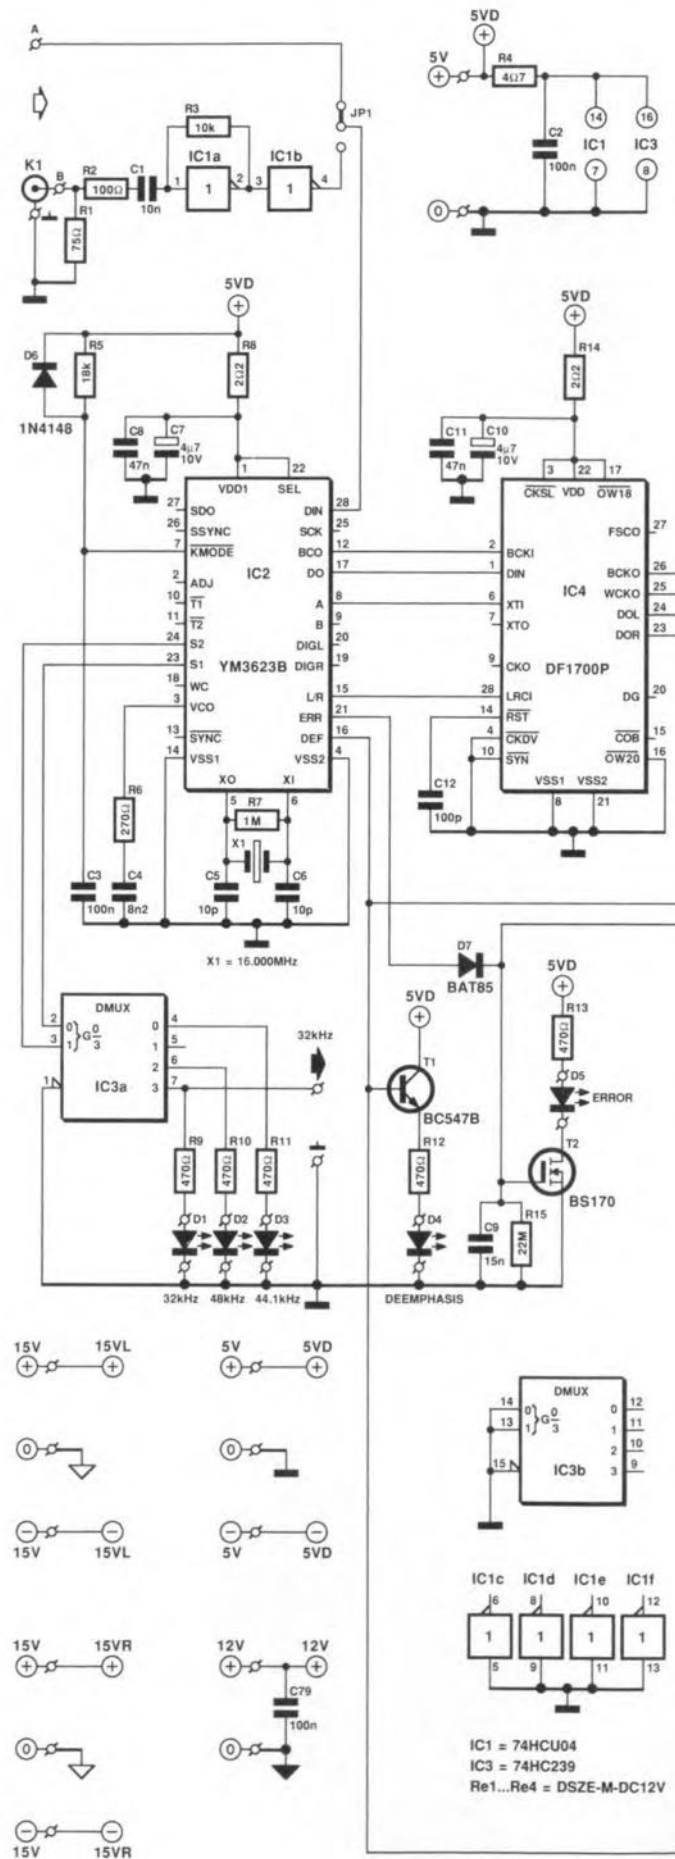 A
K1
B
R2
100Ω
C1
10n
R1
75Ω
R3
10k
IC1a
1
1
2
IC1b
3
1
4
JP1
5VD
5V
R4
4Ω7
C2
100n
14
IC1
7
16
IC3
8
0
5VD
D6
R5
18k
R8
2Ω2
1N4148
C8
47n
C7
4µ7
10V
1
22
VDD1
SEL
27 SDO
26 SSYNC
7 KMODE
2 ADJ
10 T1
11 T2
24 S2
23 S1
18 WC
3 VCO
13 SYNC
14 VSS1
IC2
YM3623B
DIN 28
SCK 25
BCO 12
DO 17
A 8
B 9
DIGL 20
DIGR 19
L/R 15
ERR 21
DEF 16
VSS2 4
XO
XI
5
6
R7
1M
X1
R6
270Ω
C3
100n
C4
8n2
C5
10p
C6
10p
X1 = 16.000MHz
5VD
R14
2Ω2
C11
47n
C10
4µ7
10V
3
22
17
CKSL
VDD
OW18
2 BCKI
1 DIN
6 XTI
7 XTO
9 CKO
28 LRCI
14 RST
4 CKDV
10 SYN
IC4
DF1700P
FSCO 27
BCKO 26
WCKO 25
DOL 24
DOR 23
DG 20
COB 15
OW20 16
VSS1
VSS2
8
21
C12
100p
DMUX
2
3
1
0
1
G
0
3
IC3a
0 4
1 5
2 6
3 7
32kHz
R9
470Ω
R10
470Ω
R11
470Ω
D1
D2
D3
32kHz
48kHz
44.1kHz
D7
BAT85
5VD
T1
BC547B
R12
470Ω
D4
DEEMPHASIS
5VD
R13
470Ω
D5
ERROR
T2
BS170
C9
15n
R15
22M
15V
15VL
0
15V
15VL
5V
5VD
0
5V
5VD
15V
15VR
0
15V
15VR
12V
12V
C79
100n
0
DMUX
14
13
15
0
1
G
0
3
IC3b
0 12
1 11
2 10
3 9
IC1c
IC1d
IC1e
IC1f
6
8
10
12
1
1
1
1
5
9
11
13
IC1 = 74HCU04
IC3 = 74HC239
Re1...Re4 = DSZE-M-DC12V